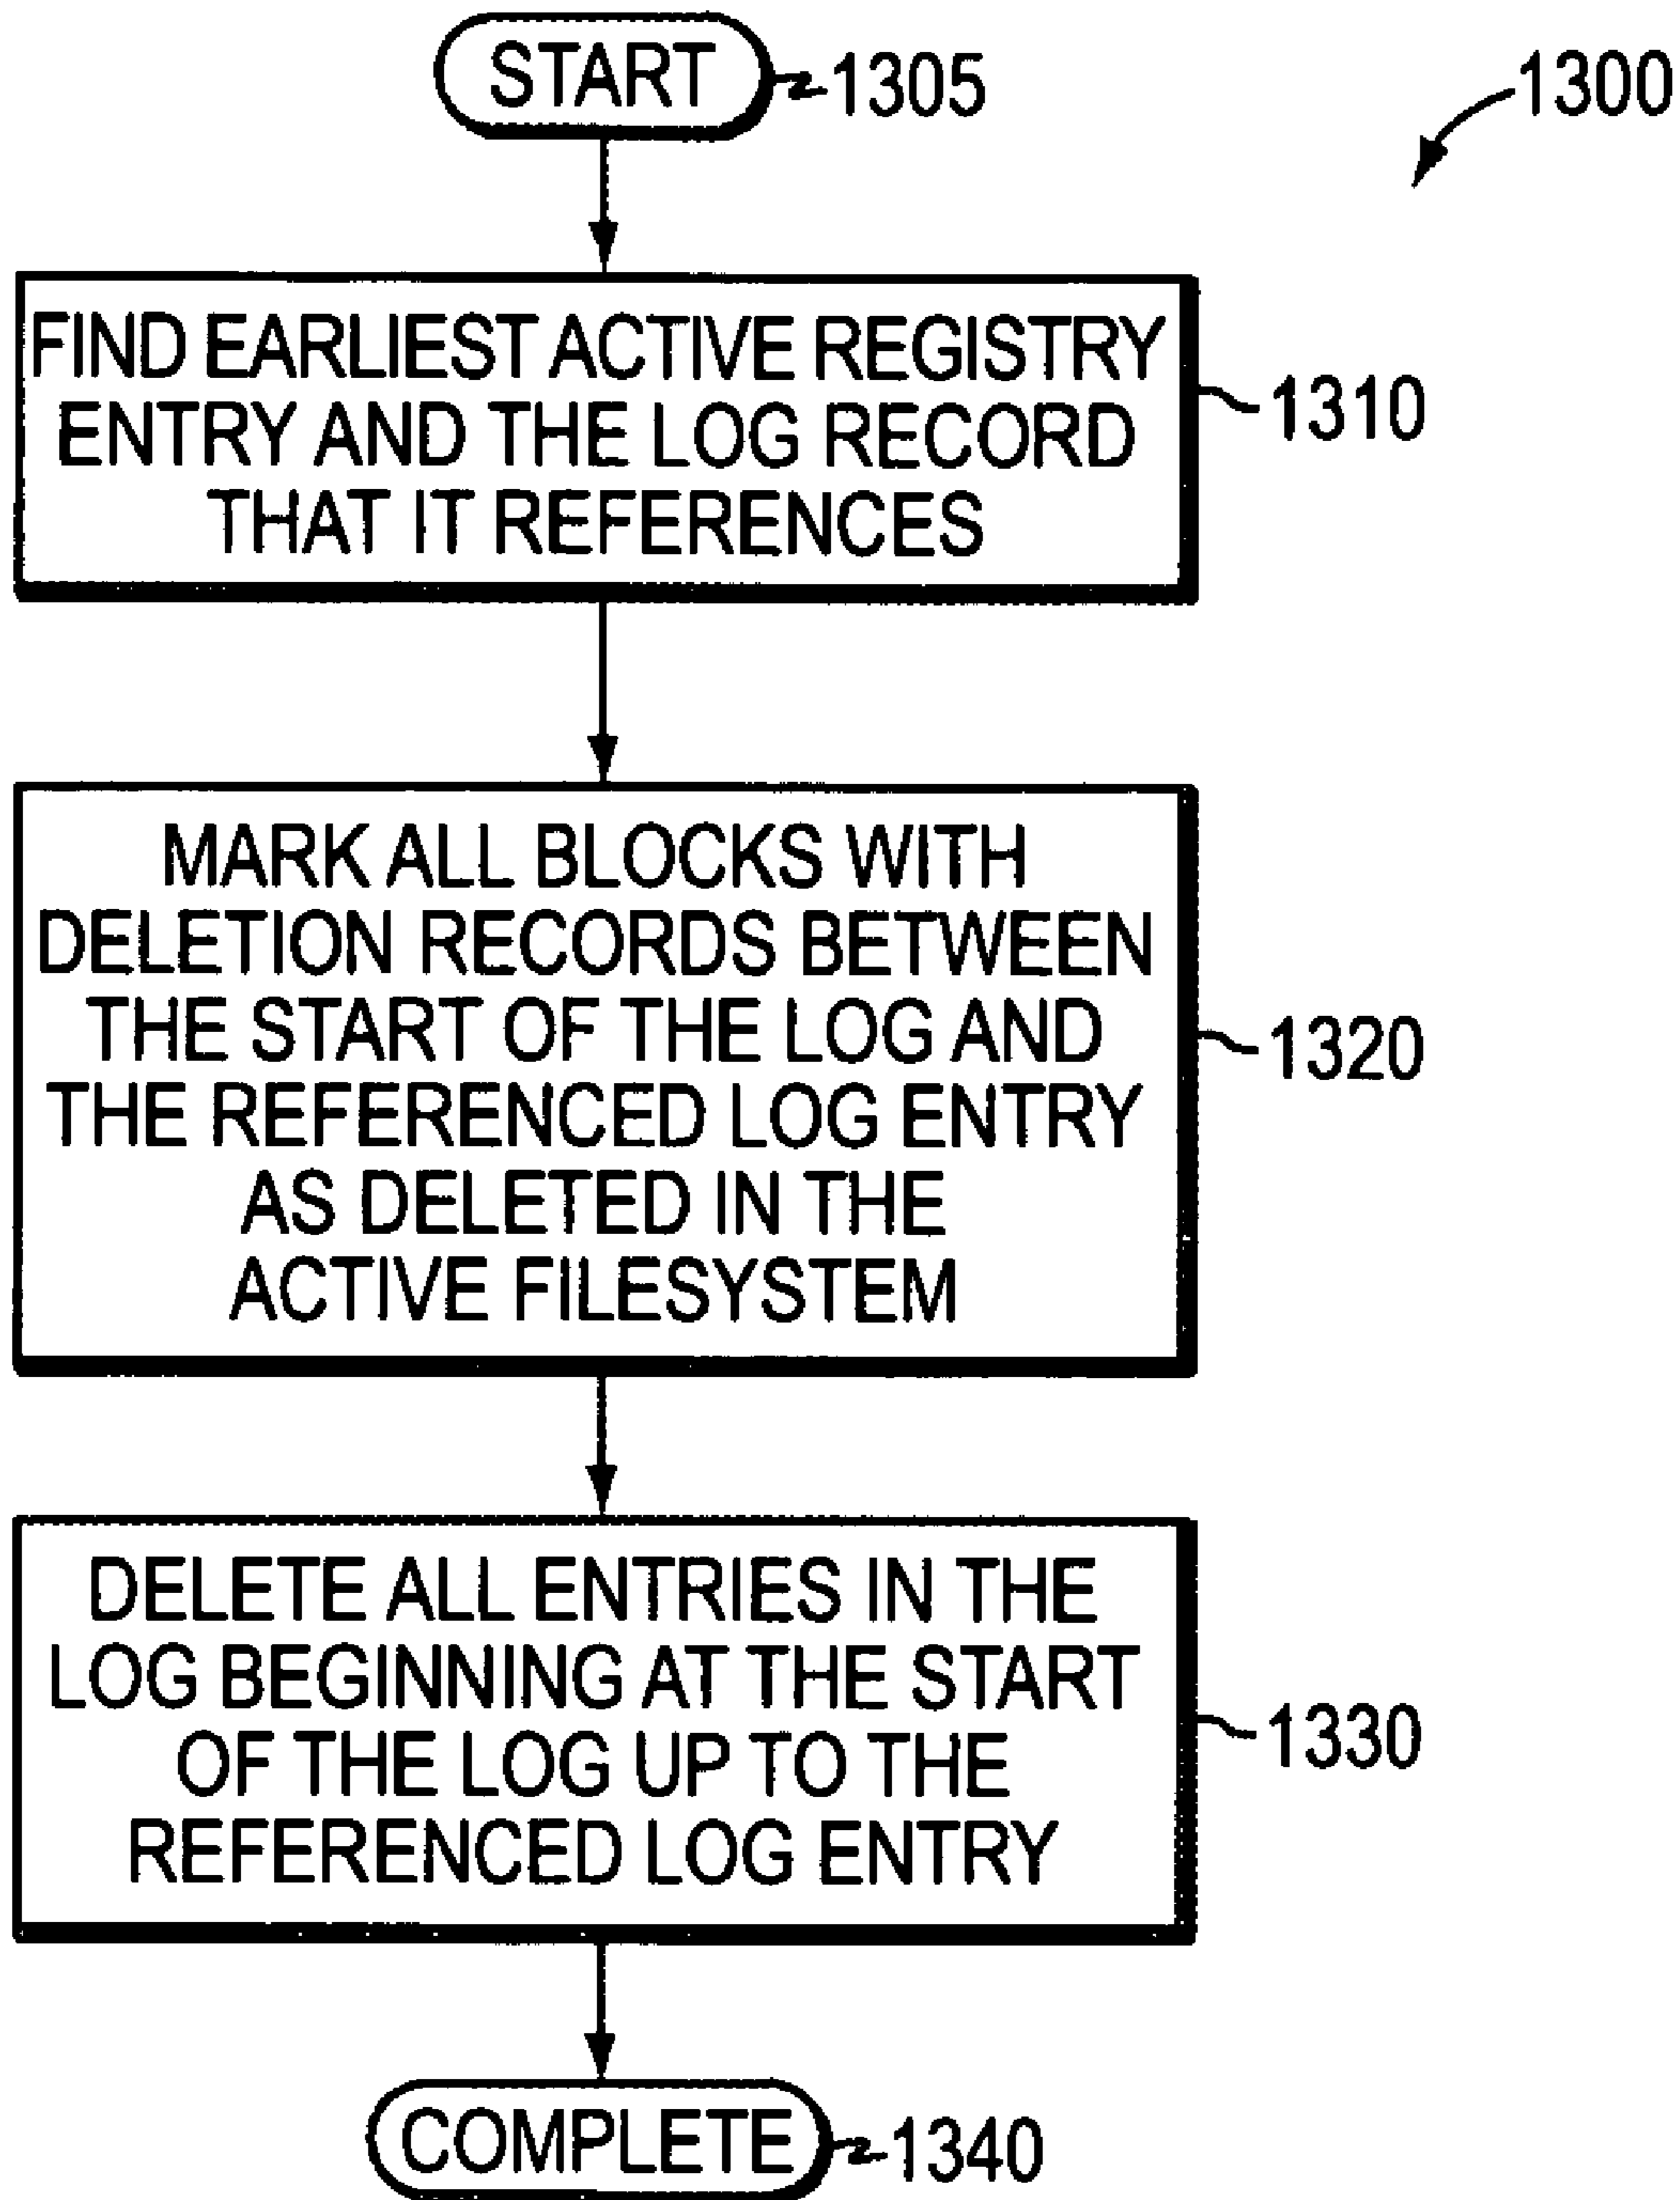 START
1305
1300
FIND EARLIEST ACTIVE REGISTRY
ENTRY AND THE LOG RECORD
THAT IT REFERENCES
1310
MARK ALL BLOCKS WITH
DELETION RECORDS BETWEEN
THE START OF THE LOG AND
THE REFERENCED LOG ENTRY
AS DELETED IN THE
ACTIVE FILESYSTEM
1320
DELETE ALL ENTRIES IN THE
LOG BEGINNING AT THE START
OF THE LOG UP TO THE
REFERENCED LOG ENTRY
1330
COMPLETE
1340